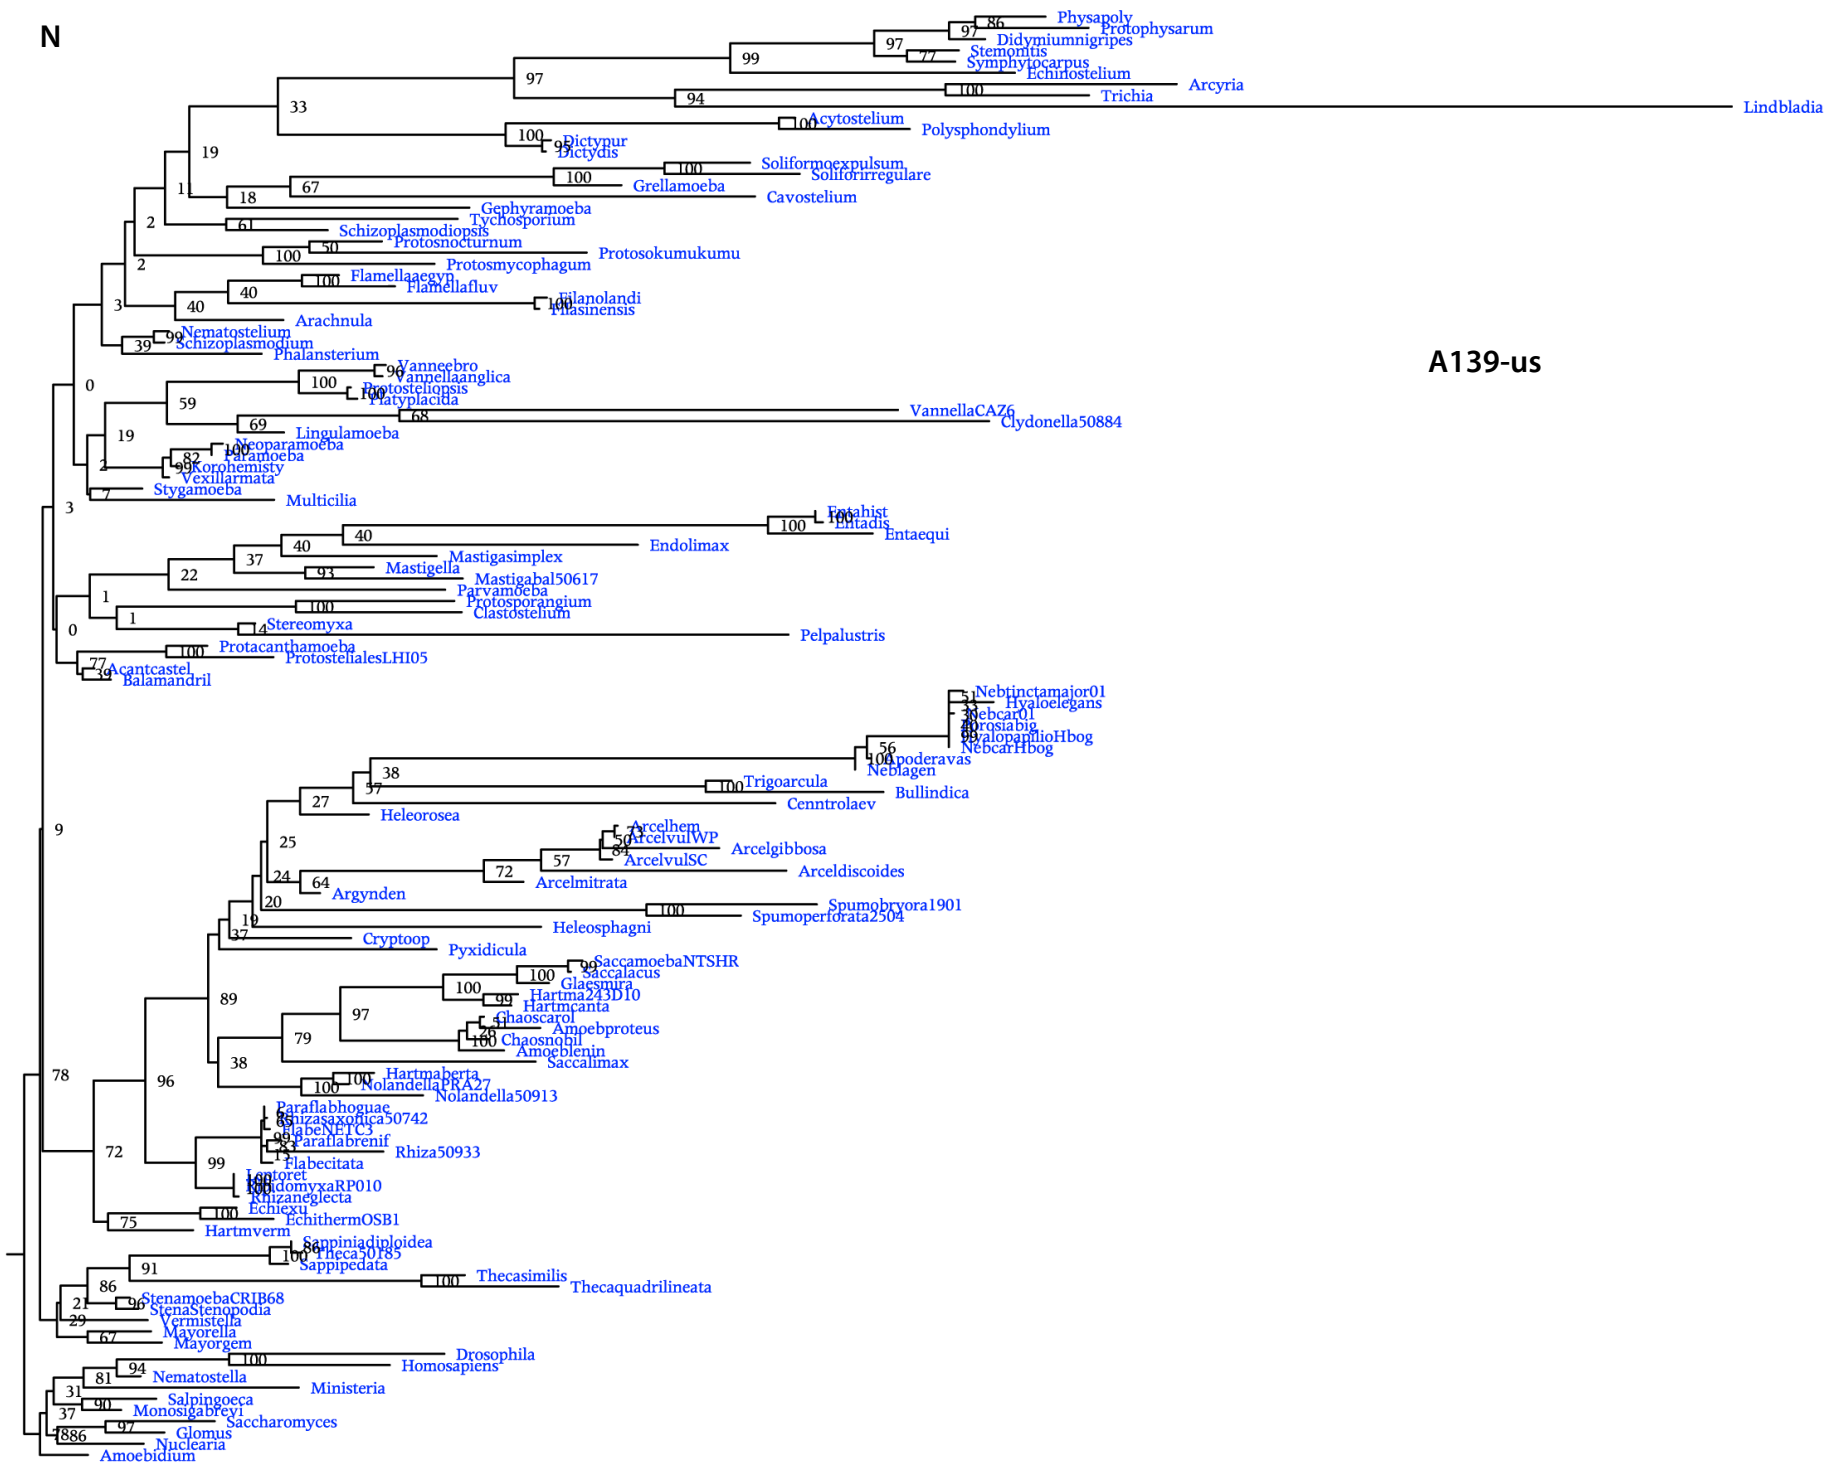 N
86
Physapoly
97
Protophysarum
97
Didymiumnigripes
Stemonitis
77
Symphytocarpus
99
Echinostelium
97
Arcyria
100
Trichia
94
Lindbladia
33
Acytostelium
100
Polysphondylium
100
Dictypur
95
Dictydis
19
Soliformoexpulsum
100
Soliforirregulare
100
Grellamoeba
67
Cavostelium
11
18
Gephyramoeba
Tychosporium
2
61
Schizoplasmodiopsis
Protosnocturnum
50
Protosokumukumu
100
Protosmycophagum
2
Flamellaaegyp
100
Flamellafluv
40
Filanolandi
100
Filasinensis
3
40
Arachnula
Nematostelium
99
Schizoplasmodium
39
Phalansterium
A139-us
Vanneebro
96
Vannellaanglica
100
Protosteliopsis
100
Platyplacida
0
59
VannellaCAZ6
68
Clydonella50884
69
Lingulamoeba
19
Neoparamoeba
100
Paramoeba
82
Korohemisty
99
2
Vexillarmata
Stygamoeba
7
Multicilia
3
Entahist
100
Entadis
100
Entaequi
40
Endolimax
40
Mastigasimplex
37
Mastigella
93
Mastigabal50617
22
Parvamoeba
1
Protosporangium
100
Clastostelium
1
Stereomyxa
4
Pelpalustris
0
Protacanthamoeba
100
ProtostelialesLHI05
77
Acantcastel
39
Balamandril
Nebtinctamajor01
51
Hyaloelegans
33
Nebcar01
Porosiabig
HyalopapilioHbog
99
NebcarHbog
56
Apoderavas
100
Neblagen
38
Trigoarcula
100
57
Bullindica
27
Cenntrolaev
Heleorosea
Arcelhem
73
ArcelvulWP
50
Arcelgibbosa
84
ArcelvulSC
57
Arceldiscoides
72
Arcelmitrata
25
24
64
Argynden
20
Spumobryora1901
100
Spumoperforata2504
19
Heleosphagni
37
Cryptoop
Pyxidicula
9
SaccamoebaNTSHR
99
Saccalacus
100
Glaesmira
100
Hartma243D10
99
Hartmcanta
89
97
Chaoscarol
51
Amoebproteus
26
Chaosnobil
100
Amoeblenin
79
Saccalimax
38
Hartmaberta
100
NolandellaPRA27
100
Nolandella50913
78
96
Paraflabhoguae
Rhizasaxonica50742
FlabeNETC3
99
Paraflabrenif
83
Rhiza50933
15
Flabecitata
99
Leptoret
RhidomyxaRP010
100
Rhizaneglecta
72
Echiexu
100
EchithermOSB1
75
Hartmverm
Sappiniadiploidea
86
Theca50185
100
Sappipedata
91
Thecasimilis
100
Thecaquadrilineata
86
StenamoebaCRIB68
96
StenaStenopodia
21
Vermistella
29
Mayorella
67
Mayorgem
Drosophila
100
Homosapiens
94
Nematostella
81
Ministeria
31
Salpingoeca
90
Monosigabrevi
37
Saccharomyces
97
Glomus
78
86
Nuclearia
Amoebidium